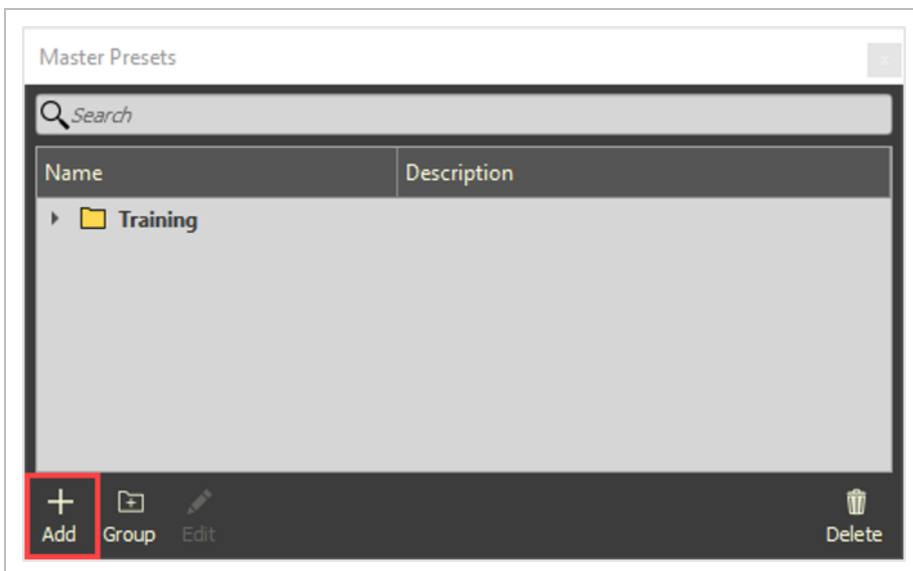 Master Presets
Search
Name Description
Training
Add Group Edit Delete